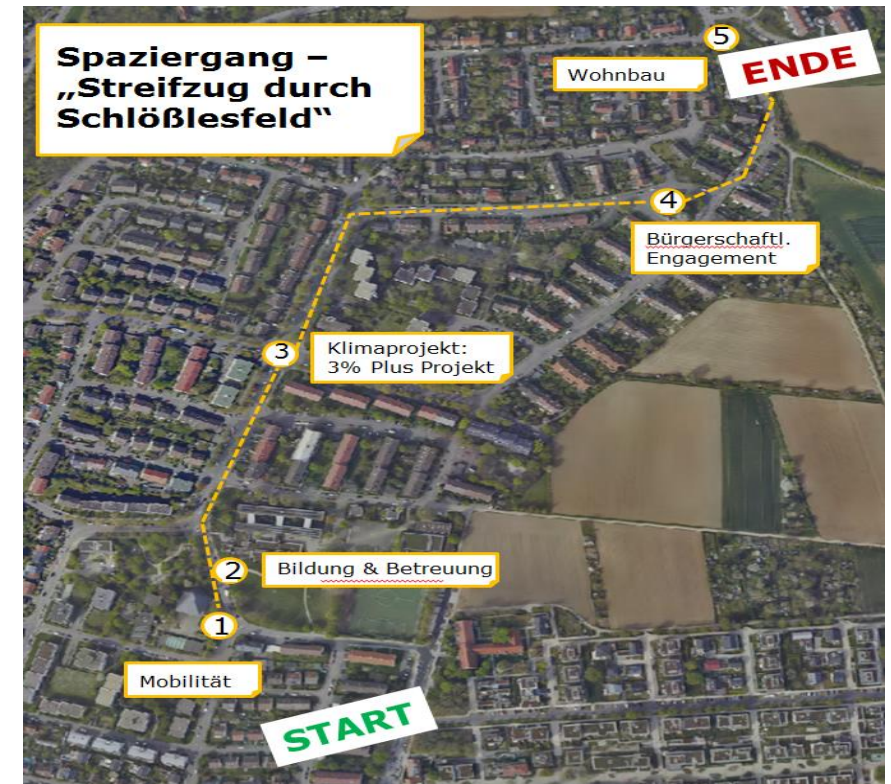 Spaziergang –
„Streifzug durch
Schlößlesfeld“
5
Wohnbau
ENDE
4
Bürgerschaftl.
Engagement
3
Klimaprojekt:
3% Plus Projekt
2
Bildung & Betreuung
1
Mobilität
START